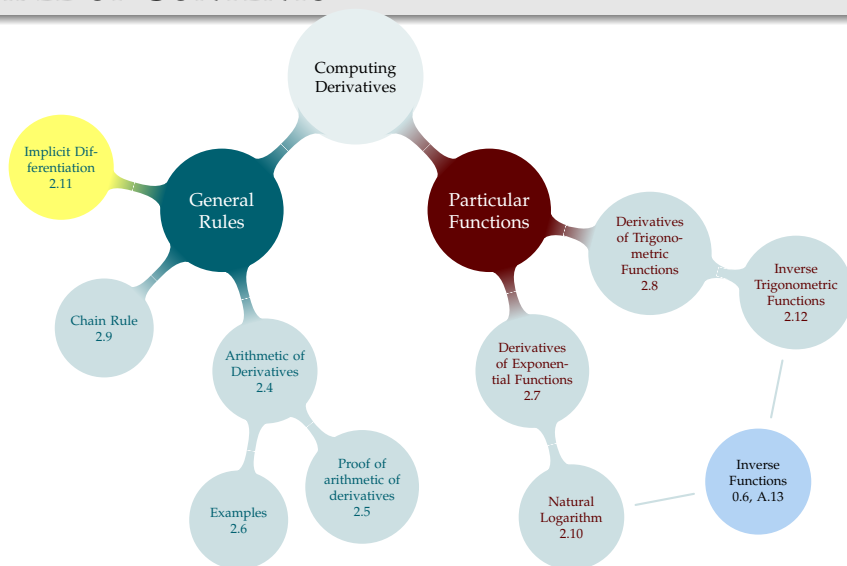 Computing
Derivatives
Implicit Dif-
ferentiation
2.11
General
Rules
Particular
Functions
Derivatives
of Trigono-
metric
Functions
2.8
Inverse
Trigonometric
Functions
2.12
Chain Rule
2.9
Arithmetic of
Derivatives
2.4
Derivatives
of Exponen-
tial Functions
2.7
Proof of
arithmetic of
derivatives
2.5
Examples
2.6
Natural
Logarithm
2.10
Inverse
Functions
0.6, A.13